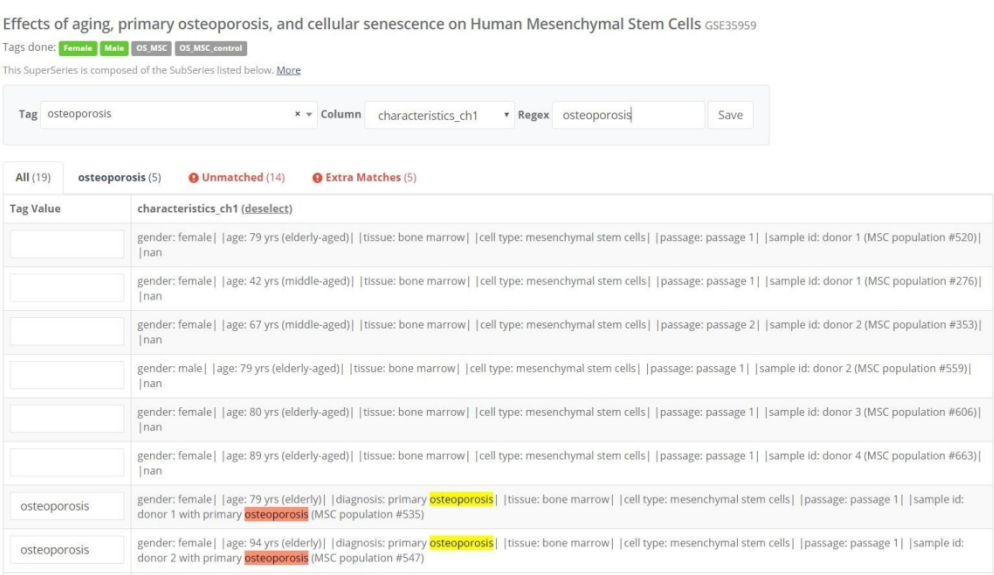 Effects of aging, primary osteoporosis, and cellular senescence on Human Mesenchymal Stem Cells GSE35959
Tags done: Female Male OS_MSC OS_MSC_control
This SuperSeries is composed of the SubSeries listed below. More
Tag osteoporosis × Column characteristics_ch1 Regex osteoporosis Save
All (19) osteoporosis (5) Unmatched (14) Extra Matches (5)
Tag Value characteristics_ch1 (deselect)
gender: female| |age: 79 yrs (elderly-aged)| |tissue: bone marrow| |cell type: mesenchymal stem cells| |passage: passage 1| |sample id: donor 1 (MSC population #520)|
|nan
gender: female| |age: 42 yrs (middle-aged)| |tissue: bone marrow| |cell type: mesenchymal stem cells| |passage: passage 1| |sample id: donor 1 (MSC population #276)|
|nan
gender: female| |age: 67 yrs (middle-aged)| |tissue: bone marrow| |cell type: mesenchymal stem cells| |passage: passage 2| |sample id: donor 2 (MSC population #353)|
|nan
gender: male| |age: 79 yrs (elderly-aged)| |tissue: bone marrow| |cell type: mesenchymal stem cells| |passage: passage 1| |sample id: donor 2 (MSC population #559)|
|nan
gender: female| |age: 80 yrs (elderly-aged)| |tissue: bone marrow| |cell type: mesenchymal stem cells| |passage: passage 1| |sample id: donor 3 (MSC population #606)|
|nan
gender: female| |age: 89 yrs (elderly-aged)| |tissue: bone marrow| |cell type: mesenchymal stem cells| |passage: passage 1| |sample id: donor 4 (MSC population #663)|
|nan
osteoporosis gender: female| |age: 79 yrs (elderly)| |diagnosis: primary osteoporosis| |tissue: bone marrow| |cell type: mesenchymal stem cells| |passage: passage 1| |sample id:
donor 1 with primary osteoporosis (MSC population #535)
osteoporosis gender: female| |age: 94 yrs (elderly)| |diagnosis: primary osteoporosis| |tissue: bone marrow| |cell type: mesenchymal stem cells| |passage: passage 1| |sample id:
donor 2 with primary osteoporosis (MSC population #547)